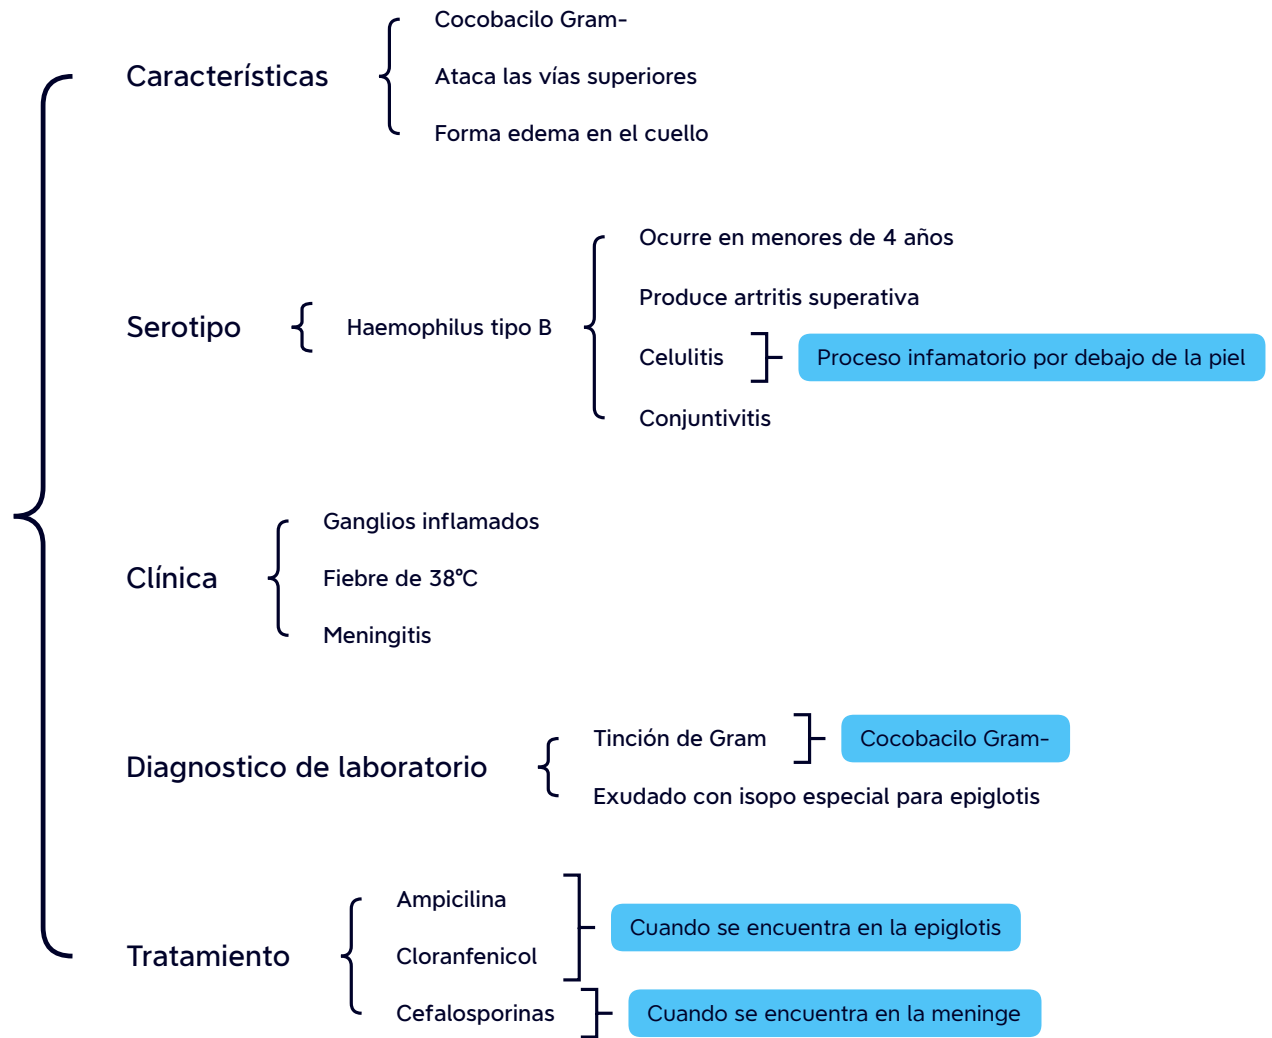 Características
Cocobacilo Gram-
Ataca las vías superiores
Forma edema en el cuello
Serotipo
Haemophilus tipo B
Ocurre en menores de 4 años
Produce artritis superativa
Celulitis
Proceso infamatorio por debajo de la piel
Conjuntivitis
Clínica
Ganglios inflamados
Fiebre de 38°C
Meningitis
Diagnostico de laboratorio
Tinción de Gram
Cocobacilo Gram-
Exudado con isopo especial para epiglotis
Tratamiento
Ampicilina
Cloranfenicol
Cuando se encuentra en la epiglotis
Cefalosporinas
Cuando se encuentra en la meninge